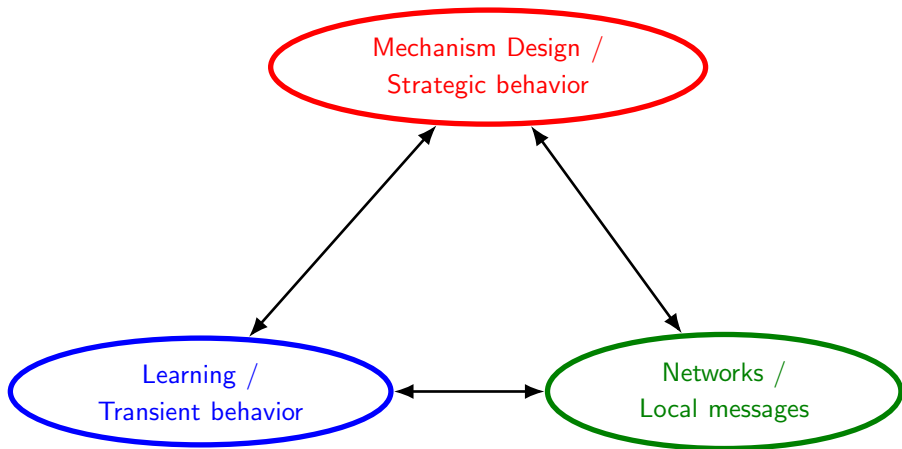 Mechanism Design /
Strategic behavior
Learning /
Transient behavior
Networks /
Local messages